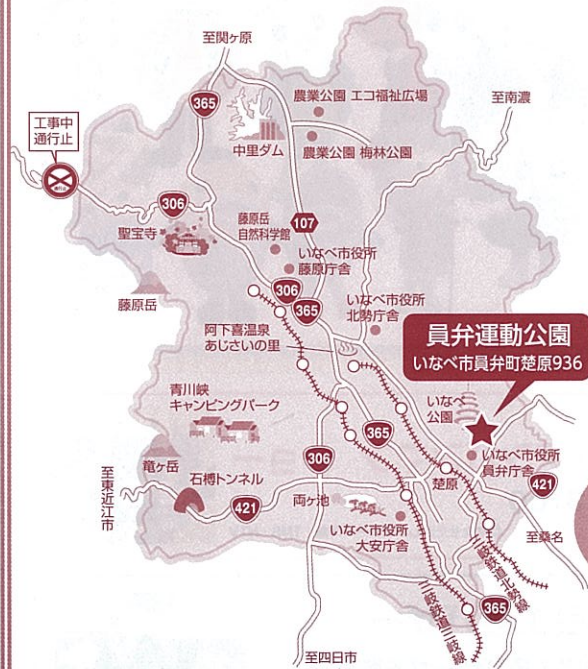 至関ヶ原
365
農業公園 エコ福祉広場
至南濃
工事中
通行止
中里ダム
農業公園 梅林公園
306
聖宝寺
藤原岳
自然科学館
107
いなべ市役所
藤原庁舎
藤原岳
306
365
いなべ市役所
北勢庁舎
阿下喜温泉
あじさいの里
員弁運動公園
いなべ市員弁町楚原936
青川峡
キャンピングパーク
いなべ
公園
365
いなべ市役所
員弁庁舎
竜ヶ岳
306
楚原
421
至東近江市
石榑トンネル
421
両ヶ池
いなべ市役所
大安庁舎
至桑名
三岐鉄道北勢線
三岐鉄道三岐線
365
至四日市